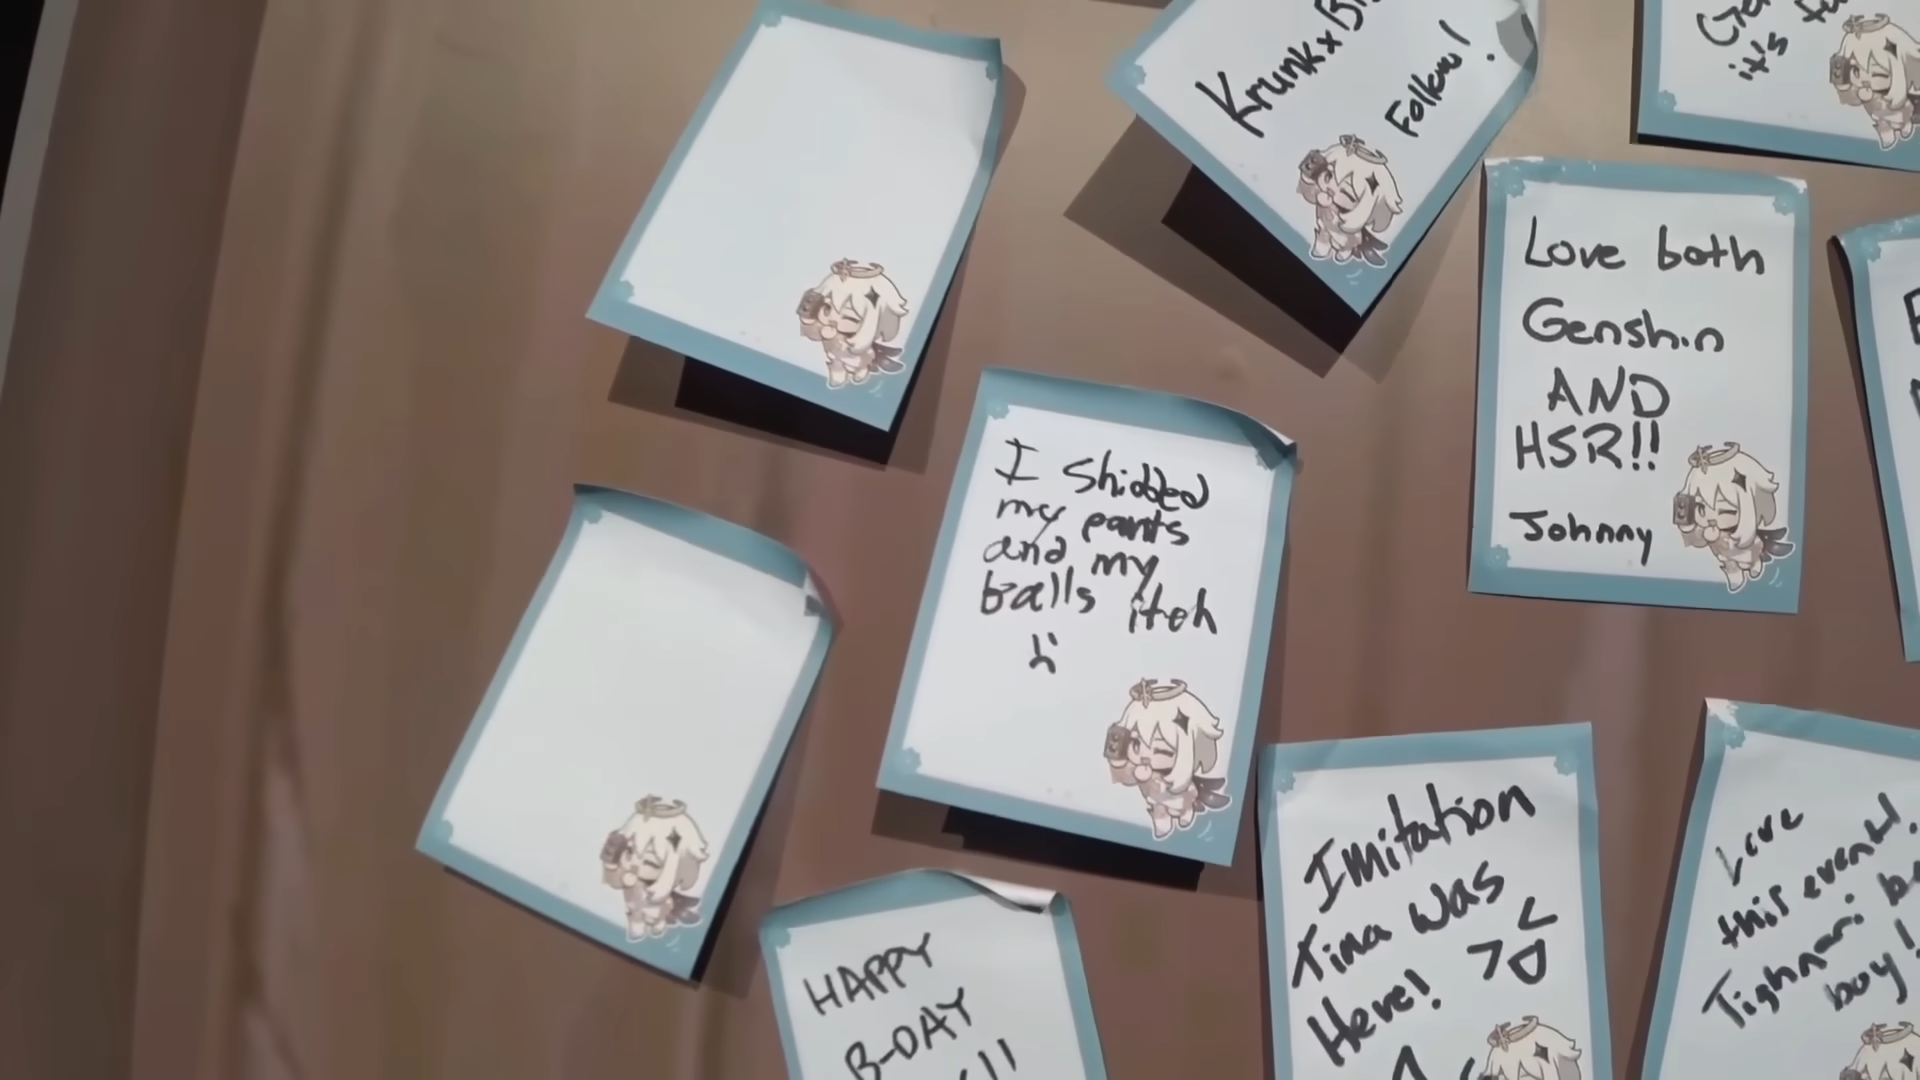 Krunk x
Follow!
it's
Love both
Genshin
AND
HSR!!
Johnny
I shidded
my pants
and my
balls itch
:(
Imitation
Tina was
Here!
Love
this event!
Tighnari
boy!
HAPPY
B-DAY